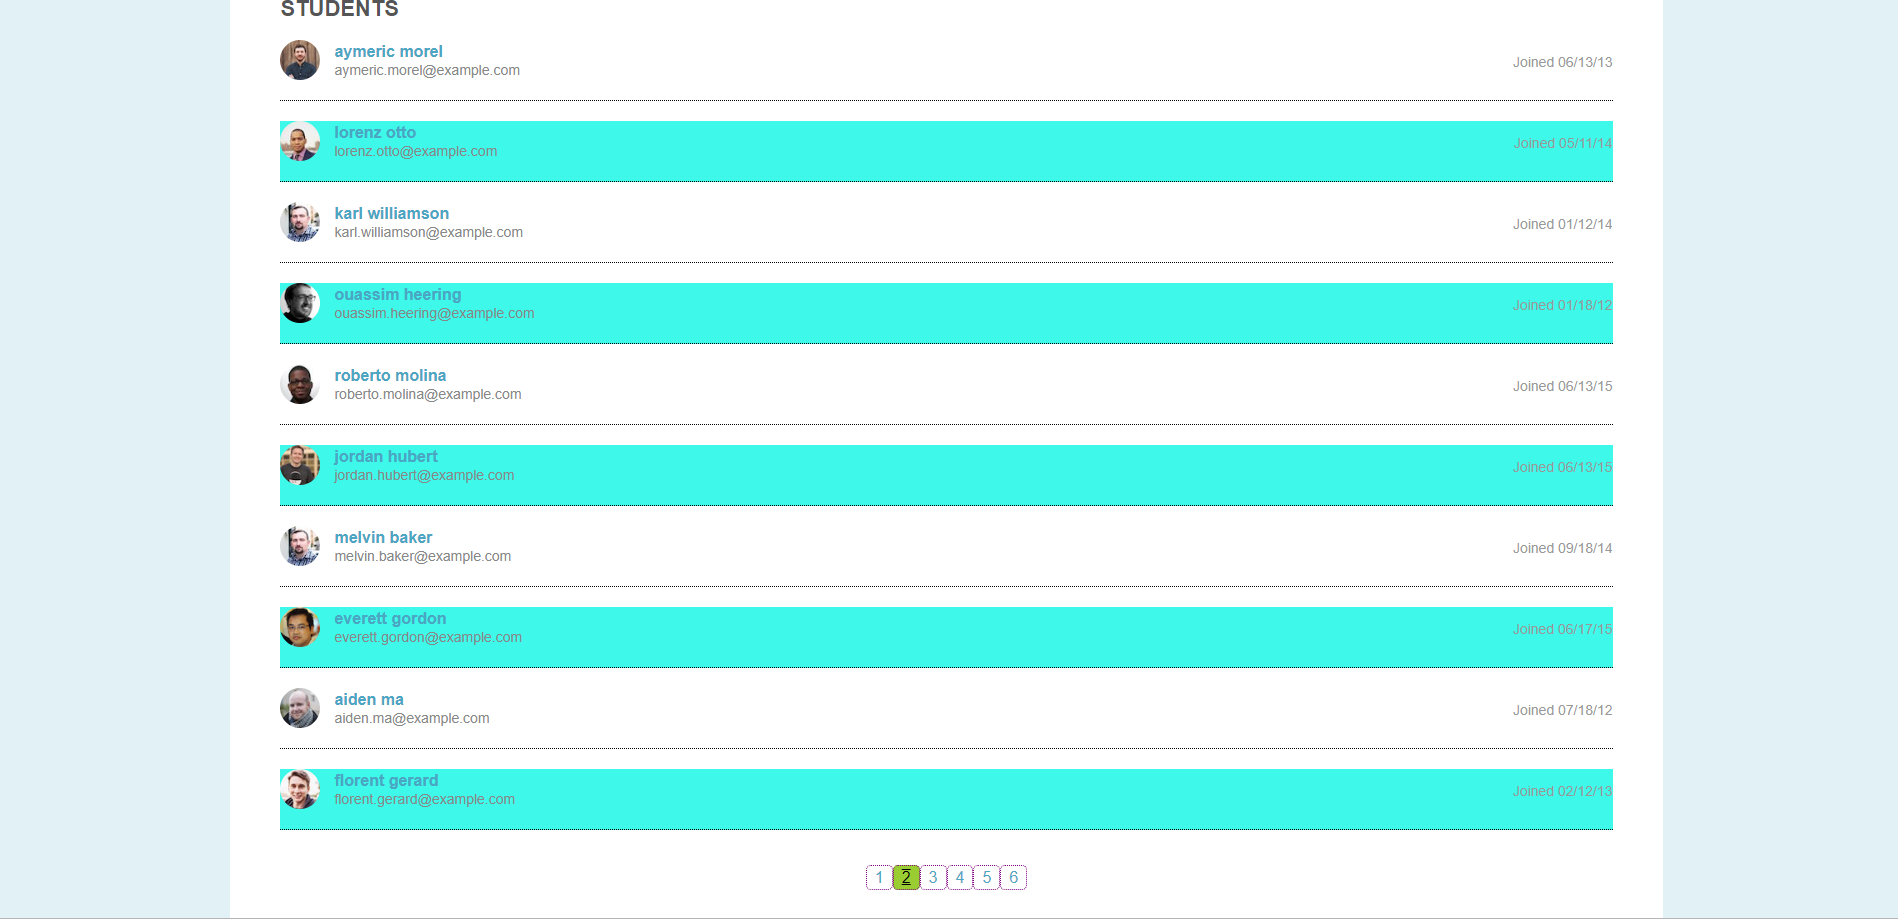 STUDENTS
aymeric morel
aymeric.morel@example.com
Joined 06/13/13
lorenz otto
lorenz.otto@example.com
Joined 05/11/14
karl williamson
karl.williamson@example.com
Joined 01/12/14
ouassim heering
ouassim.heering@example.com
Joined 01/18/12
roberto molina
roberto.molina@example.com
Joined 06/13/15
jordan hubert
jordan.hubert@example.com
Joined 06/13/15
melvin baker
melvin.baker@example.com
Joined 09/18/14
everett gordon
everett.gordon@example.com
Joined 06/17/15
aiden ma
aiden.ma@example.com
Joined 07/18/12
florent gerard
florent.gerard@example.com
Joined 02/12/13
1 2 3 4 5 6